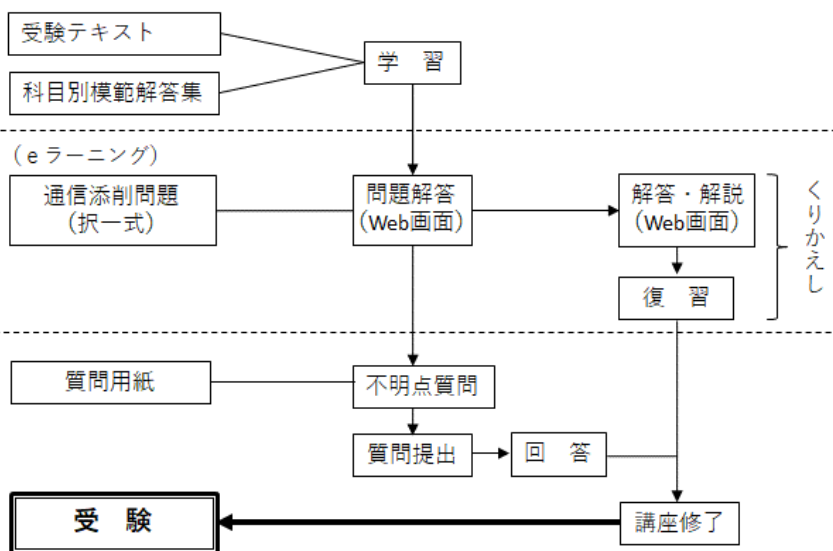 受験テキスト
学　習
科目別模範解答集
(ｅラーニング)
通信添削問題
(択一式)
問題解答
(Web画面)
解答・解説
(Web画面)
くりかえし
復　習
質問用紙
不明点質問
質問提出
回　答
受　験
講座修了